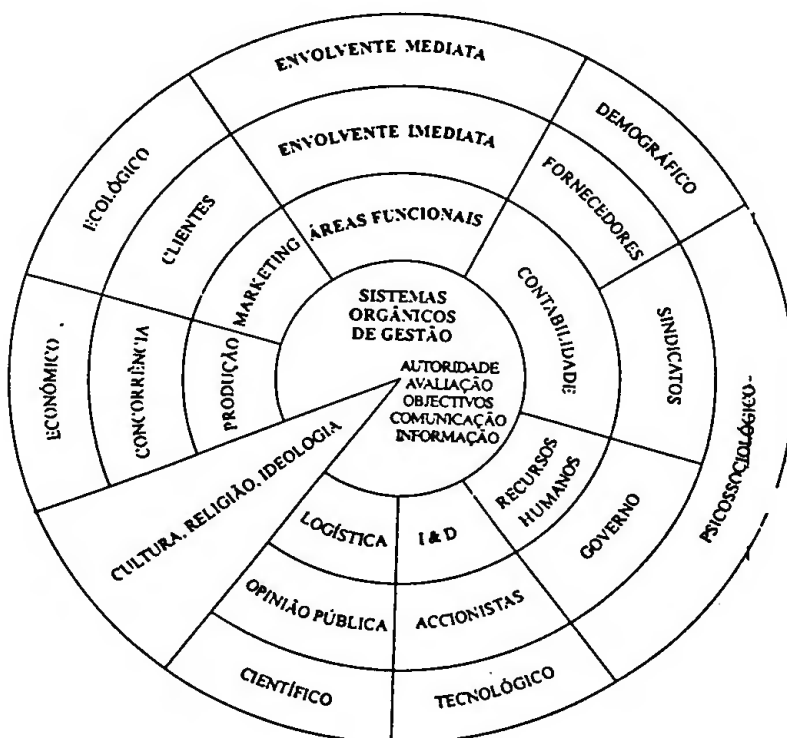 ENVOLVENTE MEDIATA
DEMOGRÁFICO
ECOLÓGICO
ENVOLVENTE IMEDIATA
FORNECEDORES
CLIENTES
ÁREAS FUNCIONAIS
MARKETING
CONTABILIDADE
SISTEMAS
ORGÂNICOS
DE GESTÃO
SINDICATOS
ECONÓMICO
CONCORRÊNCIA
PRODUÇÃO
AUTORIDADE
AVALIAÇÃO
OBJECTIVOS
COMUNICAÇÃO
INFORMAÇÃO
PSICOSSOCIOLÓGICO
CULTURA, RELIGIÃO, IDEOLOGIA
RECURSOS
HUMANOS
GOVERNO
LOGÍSTICA
I & D
OPINIÃO PÚBLICA
ACCIONISTAS
CIENTÍFICO
TECNOLÓGICO